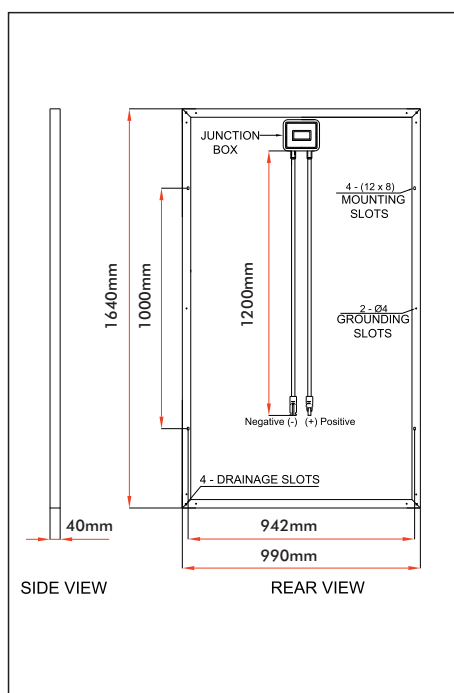 JUNCTION
BOX
4 - (12 x 8)
MOUNTING
SLOTS
1640mm
1000mm
1200mm
2 - Ø4
GROUNDING
SLOTS
Negative (-) (+) Positive
4 - DRAINAGE SLOTS
40mm
942mm
990mm
SIDE VIEW
REAR VIEW